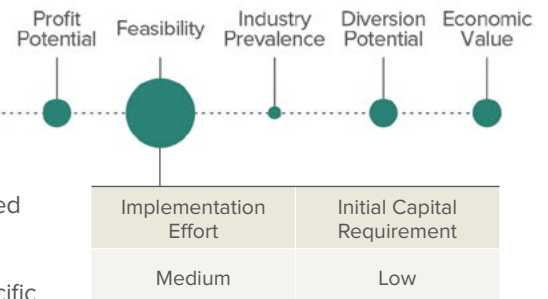 Profit
Potential
Feasibility
Industry
Prevalence
Diversion
Potential
Economic
Value
Implementation
Effort
Initial Capital
Requirement
Medium
Low